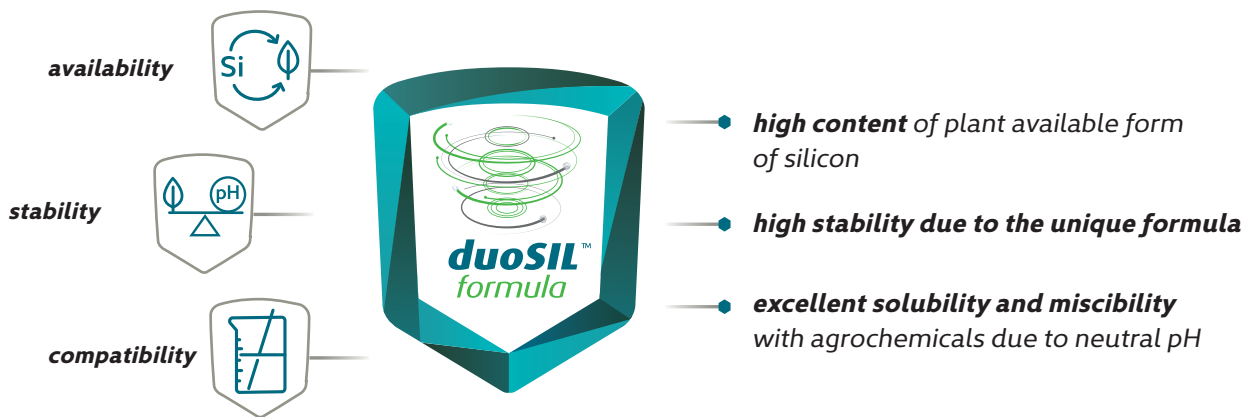 availability
Si
stability
pH
compatibility
duoSIL™
formula
high content of plant available form
of silicon
high stability due to the unique formula
excellent solubility and miscibility
with agrochemicals due to neutral pH